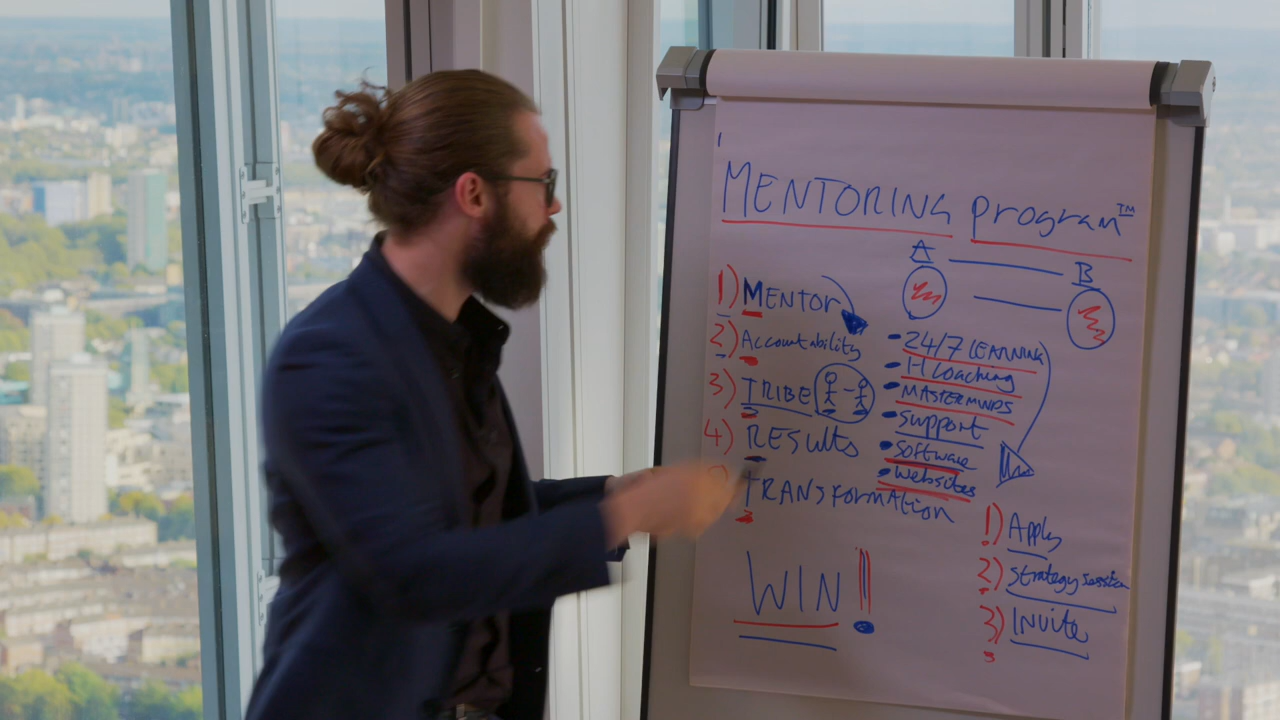 MENTORING program™
A
B
1) MENTOR
2) Accountability
3) TRIBE
4) RESults
TRANSformATION
• 24/7 LEARNING
• 1-1 Coaching
• MASTERMINDS
• Support
• Software
• Websites
WIN!
1) Apply
2) Strategy Session
3) INVite